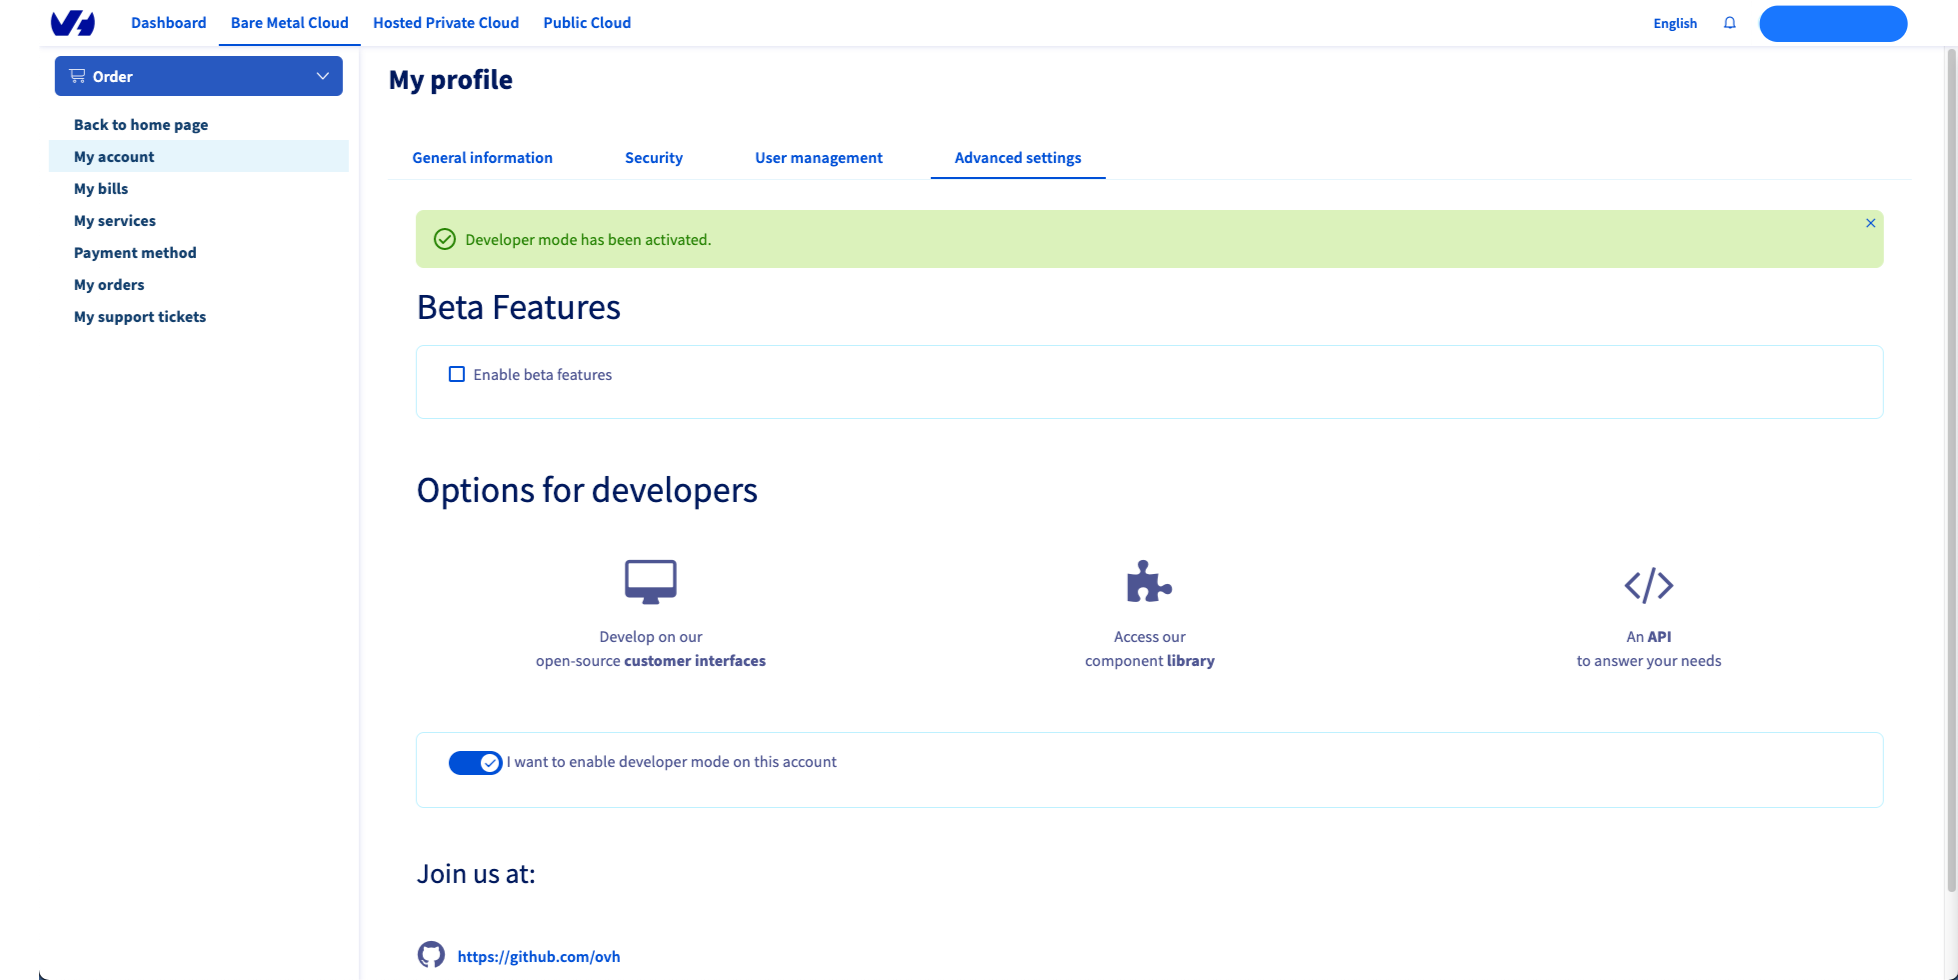 Dashboard
Bare Metal Cloud
Hosted Private Cloud
Public Cloud
English
Order
Back to home page
My account
My bills
My services
Payment method
My orders
My support tickets
My profile
General information
Security
User management
Advanced settings
Developer mode has been activated.
Beta Features
Enable beta features
Options for developers
Develop on our
open-source customer interfaces
Access our
component library
An API
to answer your needs
I want to enable developer mode on this account
Join us at:
https://github.com/ovh